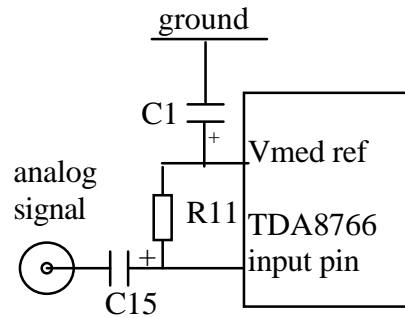 ground
C1
+
Vmed ref
analog
signal
R11
TDA8766
input pin
+
C15